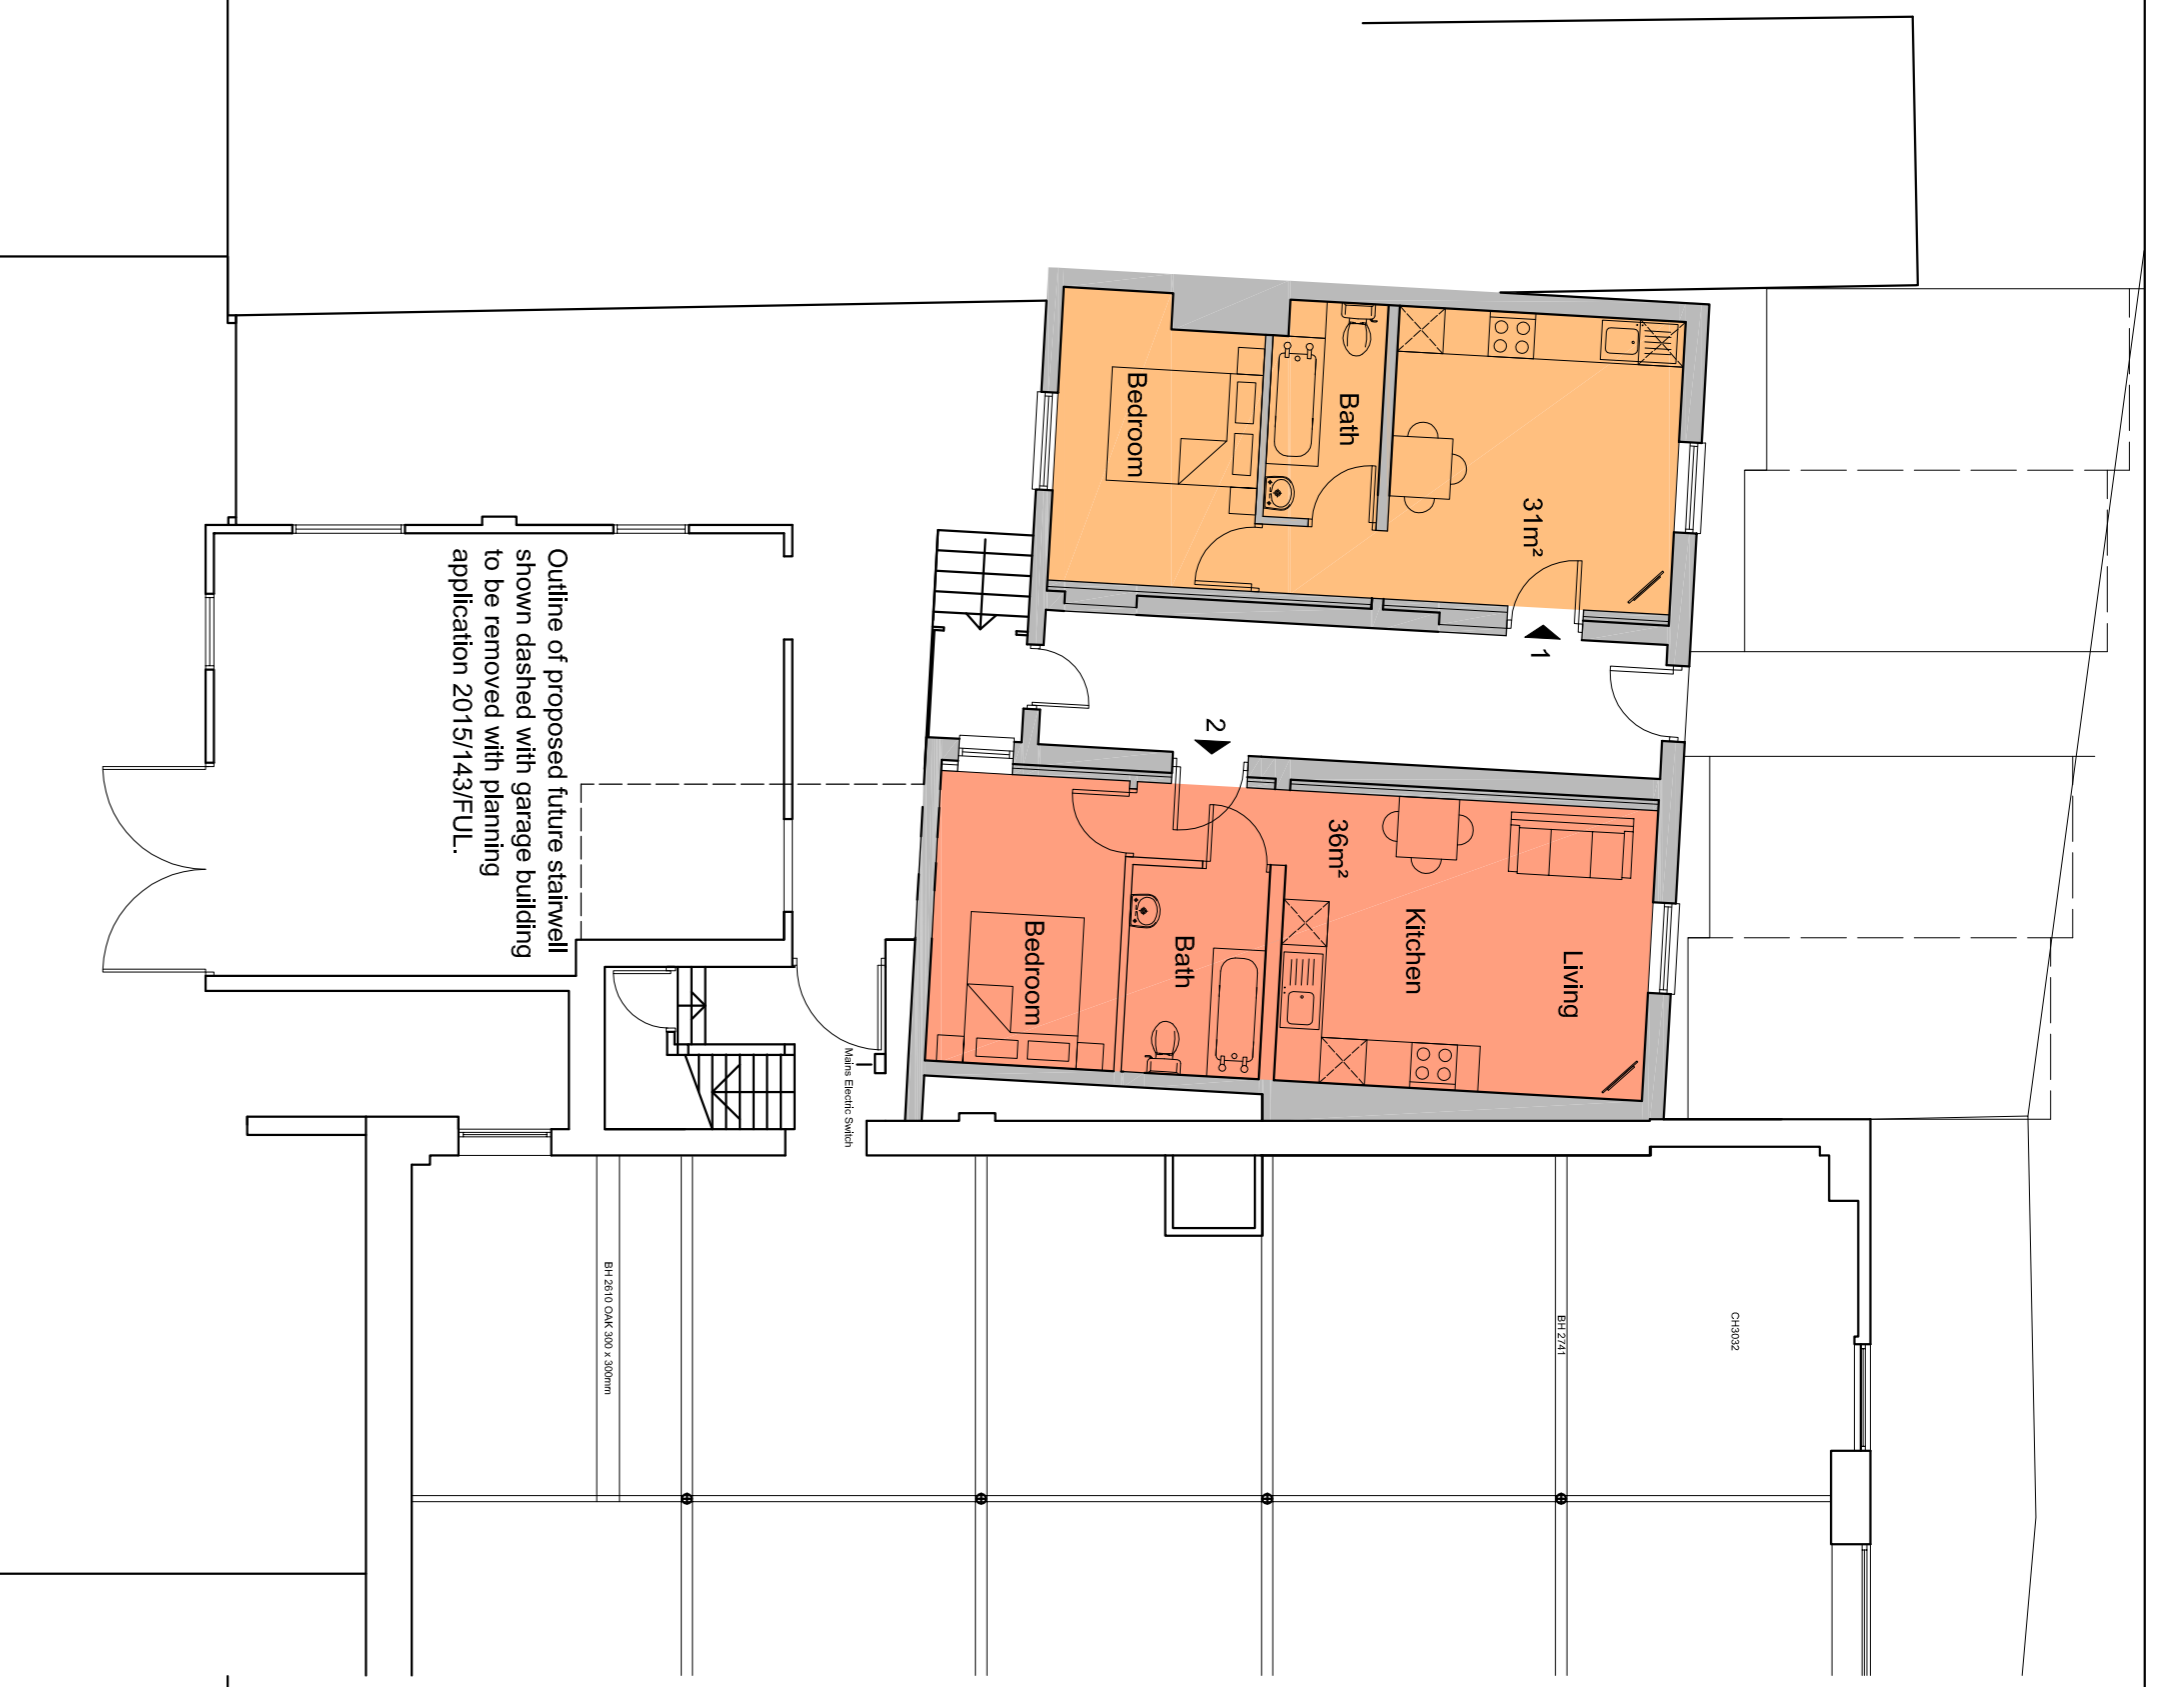 CH3032
BH 2741
Living
31m²
1
Kitchen
36m²
Bath
2
Bath
Bedroom
Bedroom
Mains Electric Switch
BH 2610 OAK 300 x 300mm
Outline of proposed future stairwell
shown dashed with garage building
to be removed with planning
application 2015/143/FUL.